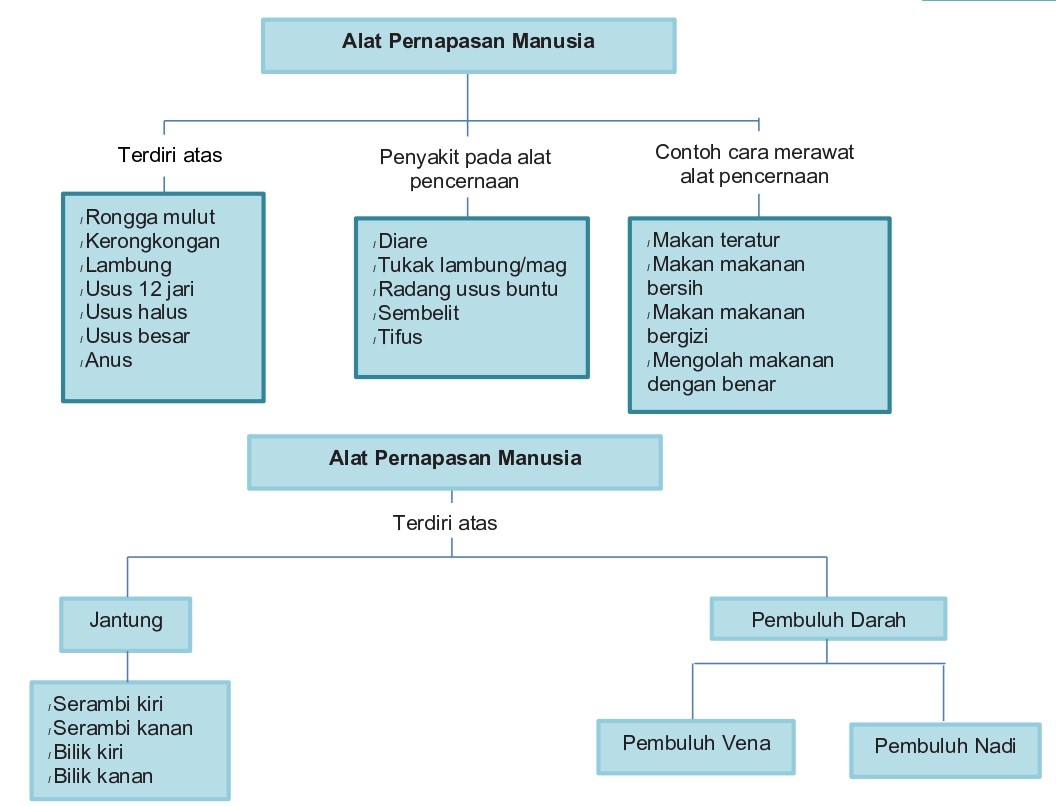 Alat Pernapasan Manusia
Terdiri atas
Rongga mulut
Kerongkongan
Lambung
Usus 12 jari
Usus halus
Usus besar
Anus
Penyakit pada alat
pencernaan
Diare
Tukak lambung/mag
Radang usus buntu
Sembelit
Tifus
Contoh cara merawat
alat pencernaan
Makan teratur
Makan makanan
bersih
Makan makanan
bergizi
Mengolah makanan
dengan benar
Alat Pernapasan Manusia
Terdiri atas
Jantung
Serambi kiri
Serambi kanan
Bilik kiri
Bilik kanan
Pembuluh Darah
Pembuluh Vena
Pembuluh Nadi